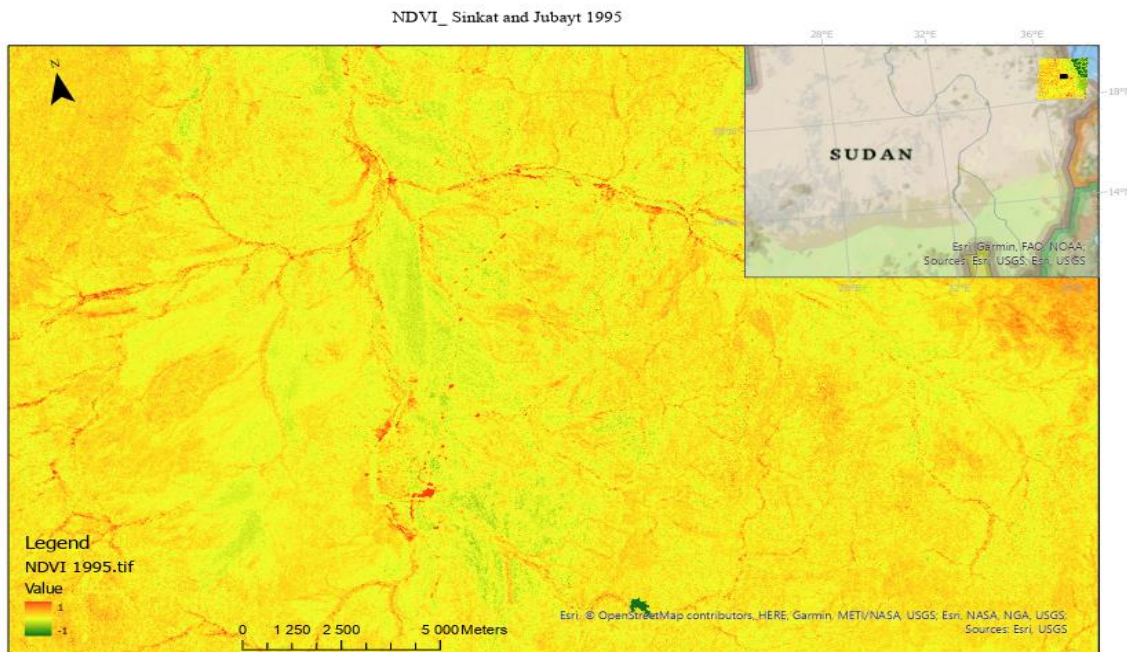 NDVI_ Sinkat and Jubayt 1995
28°E 32°E 36°E
N
18°N
SUDAN
14°N
Esri, Garmin, FAO, NOAA;
Sources: Esri, USGS; Esri, USGS
28°E 32°E
Legend
NDVI 1995.tif
Value
1
-1
0 1 250 2 500 5 000 Meters
Esri, © OpenStreetMap contributors, HERE, Garmin, METI/NASA, USGS; Esri, NASA, NGA, USGS;
Sources: Esri, USGS